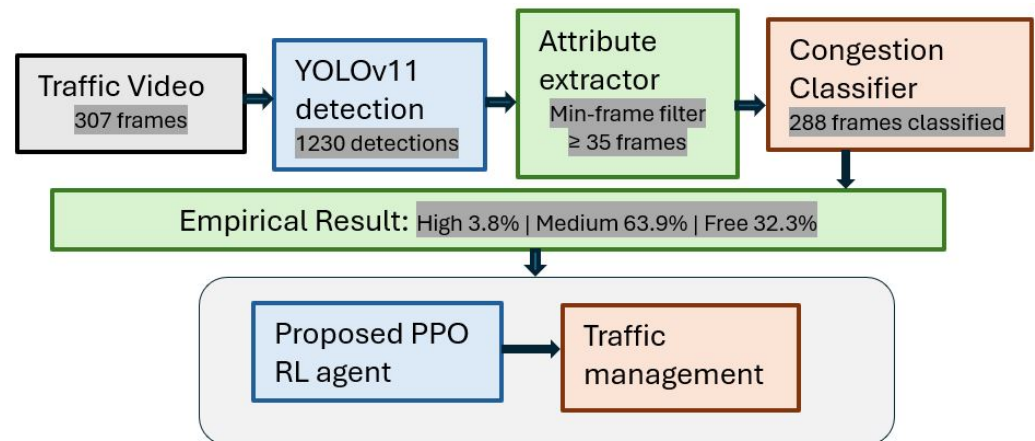 Traffic Video
307 frames
YOLOv11
detection
1230 detections
Attribute
extractor
Min-frame filter
≥ 35 frames
Congestion
Classifier
288 frames classified
Empirical Result: High 3.8% | Medium 63.9% | Free 32.3%
Proposed PPO
RL agent
Traffic
management